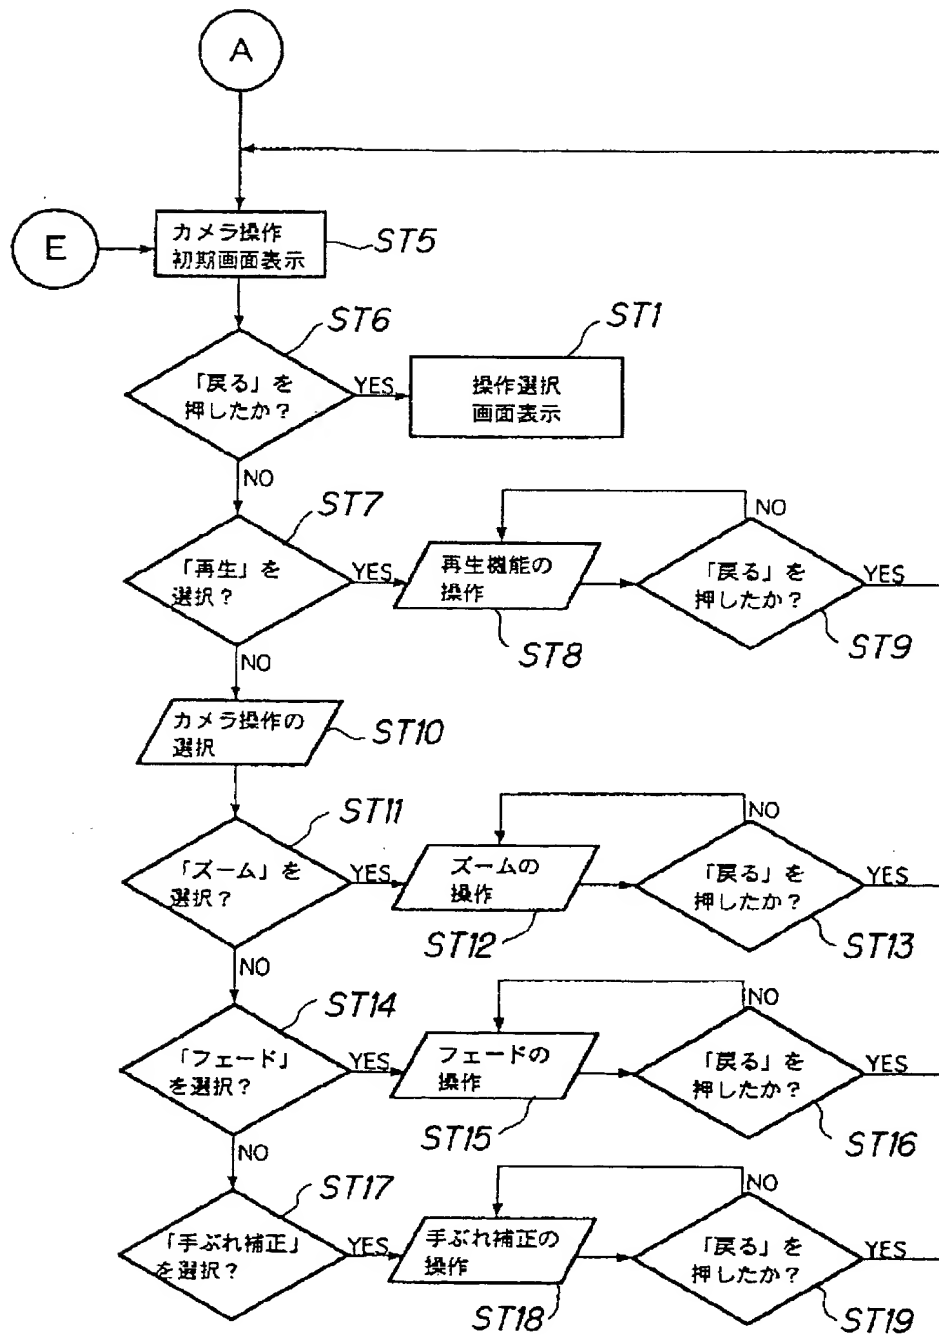 A
E
カメラ操作
初期画面表示
ST5
ST6
「戻る」を
押したか？
YES
NO
ST1
操作選択
画面表示
ST7
「再生」を
選択？
YES
NO
再生機能の
操作
ST8
NO
「戻る」を
押したか？
YES
ST9
カメラ操作の
選択
ST10
ST11
「ズーム」を
選択？
YES
NO
ズームの
操作
ST12
NO
「戻る」を
押したか？
YES
ST13
ST14
「フェード」
を選択？
YES
NO
フェードの
操作
ST15
NO
「戻る」を
押したか？
YES
ST16
ST17
「手ぶれ補正」
を選択？
YES
手ぶれ補正の
操作
ST18
NO
「戻る」を
押したか？
YES
ST19